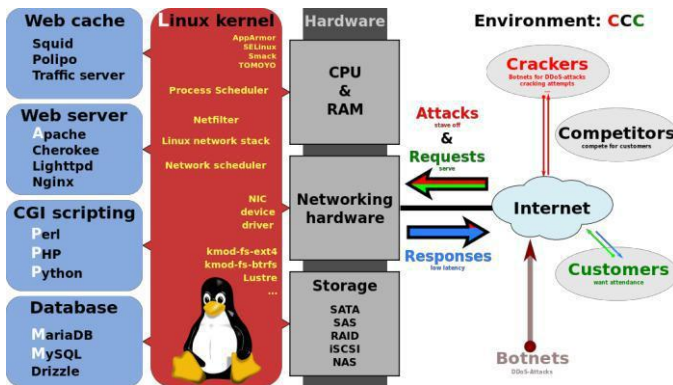 Web cache
Squid
Polipo
Traffic server
Web server
Apache
Cherokee
Lighttpd
Nginx
CGI scripting
Perl
PHP
Python
Database
MariaDB
MySQL
Drizzle
Linux kernel
AppArmor
SELinux
Smack
TOMOYO
Process Scheduler
Netfilter
Linux network stack
Network scheduler
NIC
device
driver
kmod-fs-ext4
kmod-fs-btrfs
Lustre
...
Hardware
CPU
&
RAM
Networking
hardware
Storage
SATA
SAS
RAID
iSCSI
NAS
Environment: CCC
Crackers
Botnets for DDoS-attacks
cracking attempts
...
Competitors
compete for customers
Attacks
stave off
&
Requests
serve
Responses
low latency
Internet
Customers
want attendance
Botnets
DDoS-Attacks